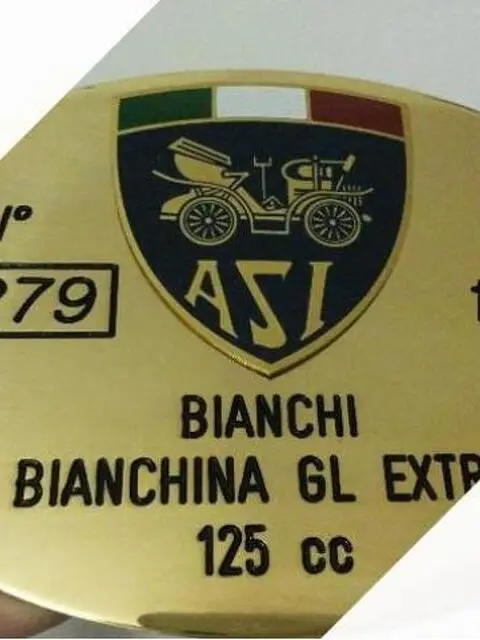 ASI
79
BIANCHI
BIANCHINA GL EXTR
125 cc